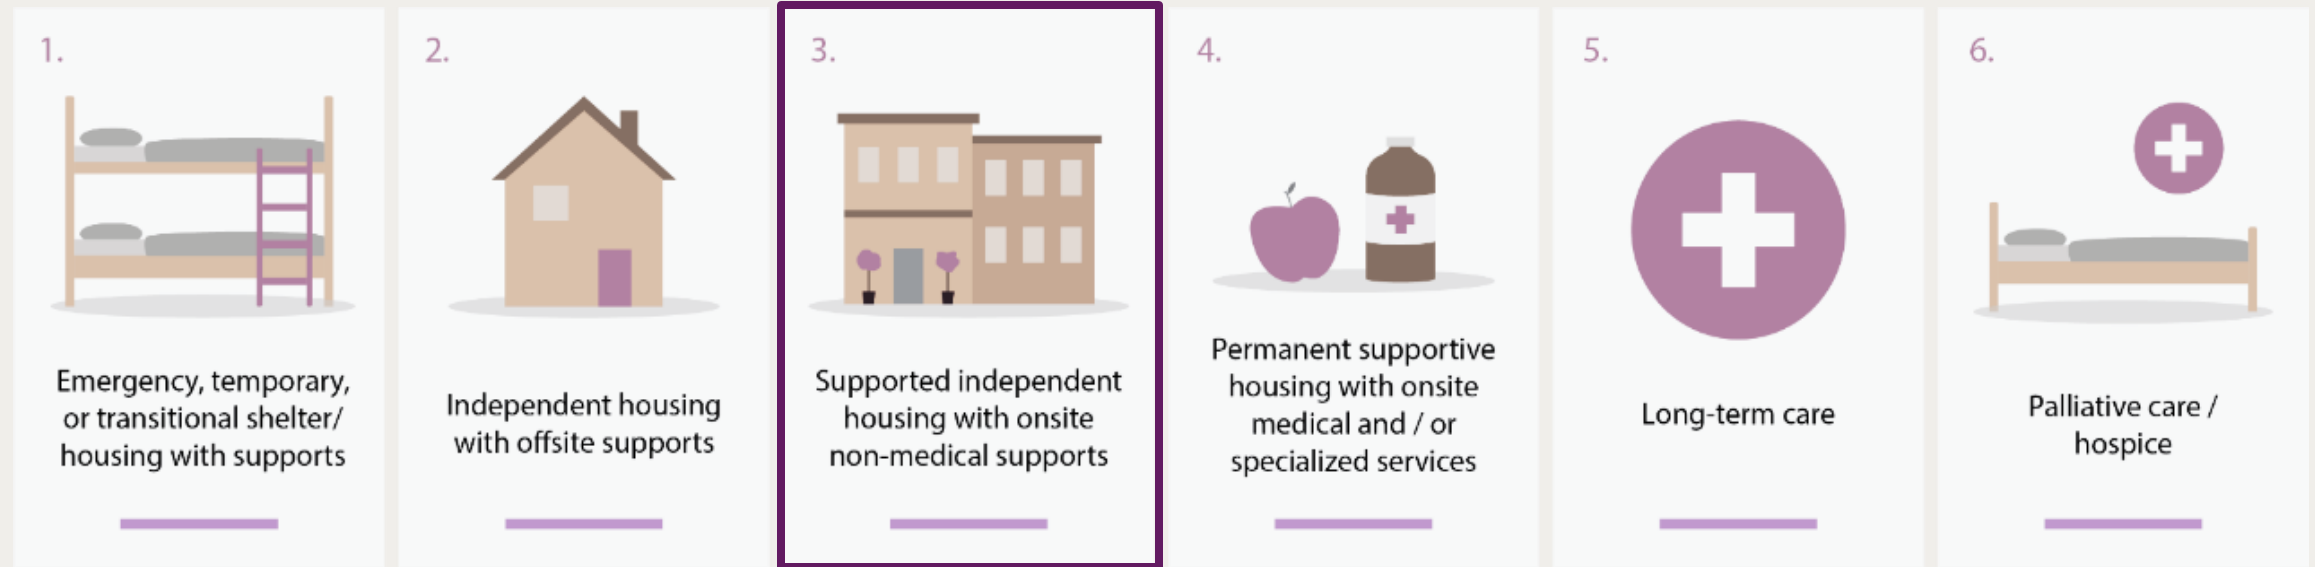 1.
Emergency, temporary,
or transitional shelter/
housing with supports
2.
Independent housing
with offsite supports
3.
Supported independent
housing with onsite
non-medical supports
4.
Permanent supportive
housing with onsite
medical and / or
specialized services
5.
Long-term care
6.
Palliative care /
hospice